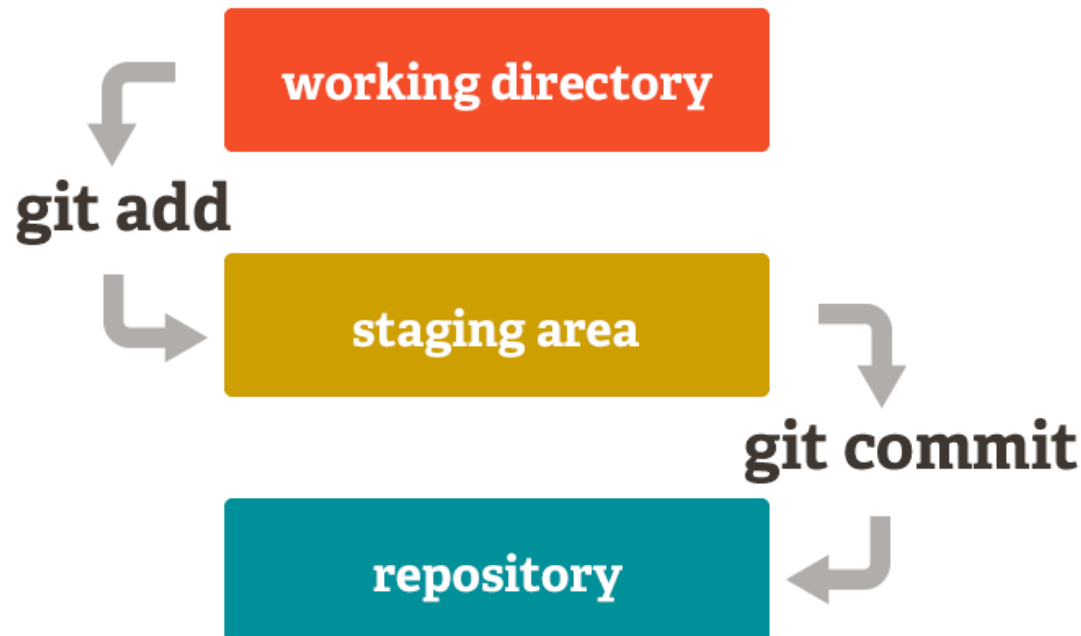 working directory
git add
staging area
git commit
repository